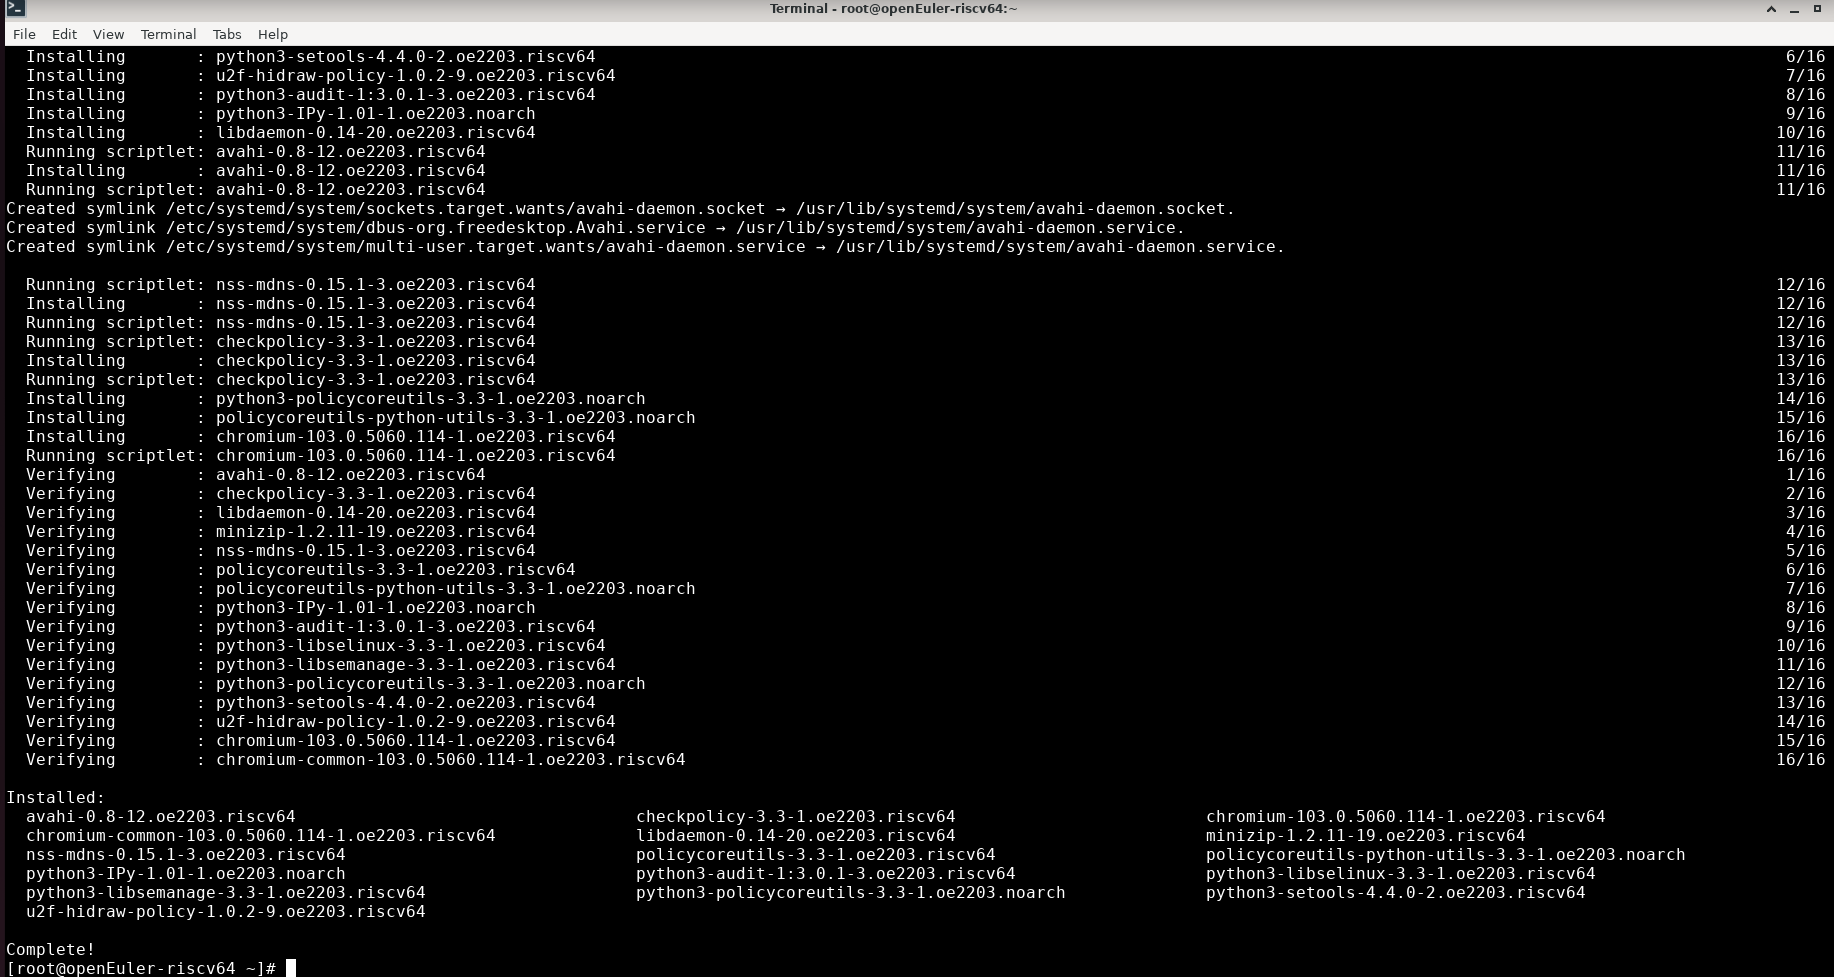 Terminal - root@openEuler-riscv64:~
File Edit View Terminal Tabs Help
Installing : python3-setools-4.4.0-2.oe2203.riscv64 6/16
Installing : u2f-hidraw-policy-1.0.2-9.oe2203.riscv64 7/16
Installing : python3-audit-1:3.0.1-3.oe2203.riscv64 8/16
Installing : python3-IPy-1.01-1.oe2203.noarch 9/16
Installing : libdaemon-0.14-20.oe2203.riscv64 10/16
Running scriptlet: avahi-0.8-12.oe2203.riscv64 11/16
Installing : avahi-0.8-12.oe2203.riscv64 11/16
Running scriptlet: avahi-0.8-12.oe2203.riscv64 11/16
Created symlink /etc/systemd/system/sockets.target.wants/avahi-daemon.socket → /usr/lib/systemd/system/avahi-daemon.socket.
Created symlink /etc/systemd/system/dbus-org.freedesktop.Avahi.service → /usr/lib/systemd/system/avahi-daemon.service.
Created symlink /etc/systemd/system/multi-user.target.wants/avahi-daemon.service → /usr/lib/systemd/system/avahi-daemon.service.
Running scriptlet: nss-mdns-0.15.1-3.oe2203.riscv64 12/16
Installing : nss-mdns-0.15.1-3.oe2203.riscv64 12/16
Running scriptlet: nss-mdns-0.15.1-3.oe2203.riscv64 12/16
Running scriptlet: checkpolicy-3.3-1.oe2203.riscv64 13/16
Installing : checkpolicy-3.3-1.oe2203.riscv64 13/16
Running scriptlet: checkpolicy-3.3-1.oe2203.riscv64 13/16
Installing : python3-policycoreutils-3.3-1.oe2203.noarch 14/16
Installing : policycoreutils-python-utils-3.3-1.oe2203.noarch 15/16
Installing : chromium-103.0.5060.114-1.oe2203.riscv64 16/16
Running scriptlet: chromium-103.0.5060.114-1.oe2203.riscv64 16/16
Verifying : avahi-0.8-12.oe2203.riscv64 1/16
Verifying : checkpolicy-3.3-1.oe2203.riscv64 2/16
Verifying : libdaemon-0.14-20.oe2203.riscv64 3/16
Verifying : minizip-1.2.11-19.oe2203.riscv64 4/16
Verifying : nss-mdns-0.15.1-3.oe2203.riscv64 5/16
Verifying : policycoreutils-3.3-1.oe2203.riscv64 6/16
Verifying : policycoreutils-python-utils-3.3-1.oe2203.noarch 7/16
Verifying : python3-IPy-1.01-1.oe2203.noarch 8/16
Verifying : python3-audit-1:3.0.1-3.oe2203.riscv64 9/16
Verifying : python3-libselinux-3.3-1.oe2203.riscv64 10/16
Verifying : python3-libsemanage-3.3-1.oe2203.riscv64 11/16
Verifying : python3-policycoreutils-3.3-1.oe2203.noarch 12/16
Verifying : python3-setools-4.4.0-2.oe2203.riscv64 13/16
Verifying : u2f-hidraw-policy-1.0.2-9.oe2203.riscv64 14/16
Verifying : chromium-103.0.5060.114-1.oe2203.riscv64 15/16
Verifying : chromium-common-103.0.5060.114-1.oe2203.riscv64 16/16
Installed:
avahi-0.8-12.oe2203.riscv64 checkpolicy-3.3-1.oe2203.riscv64 chromium-103.0.5060.114-1.oe2203.riscv64
chromium-common-103.0.5060.114-1.oe2203.riscv64 libdaemon-0.14-20.oe2203.riscv64 minizip-1.2.11-19.oe2203.riscv64
nss-mdns-0.15.1-3.oe2203.riscv64 policycoreutils-3.3-1.oe2203.riscv64 policycoreutils-python-utils-3.3-1.oe2203.noarch
python3-IPy-1.01-1.oe2203.noarch python3-audit-1:3.0.1-3.oe2203.riscv64 python3-libselinux-3.3-1.oe2203.riscv64
python3-libsemanage-3.3-1.oe2203.riscv64 python3-policycoreutils-3.3-1.oe2203.noarch python3-setools-4.4.0-2.oe2203.riscv64
u2f-hidraw-policy-1.0.2-9.oe2203.riscv64
Complete!
[root@openEuler-riscv64 ~]#